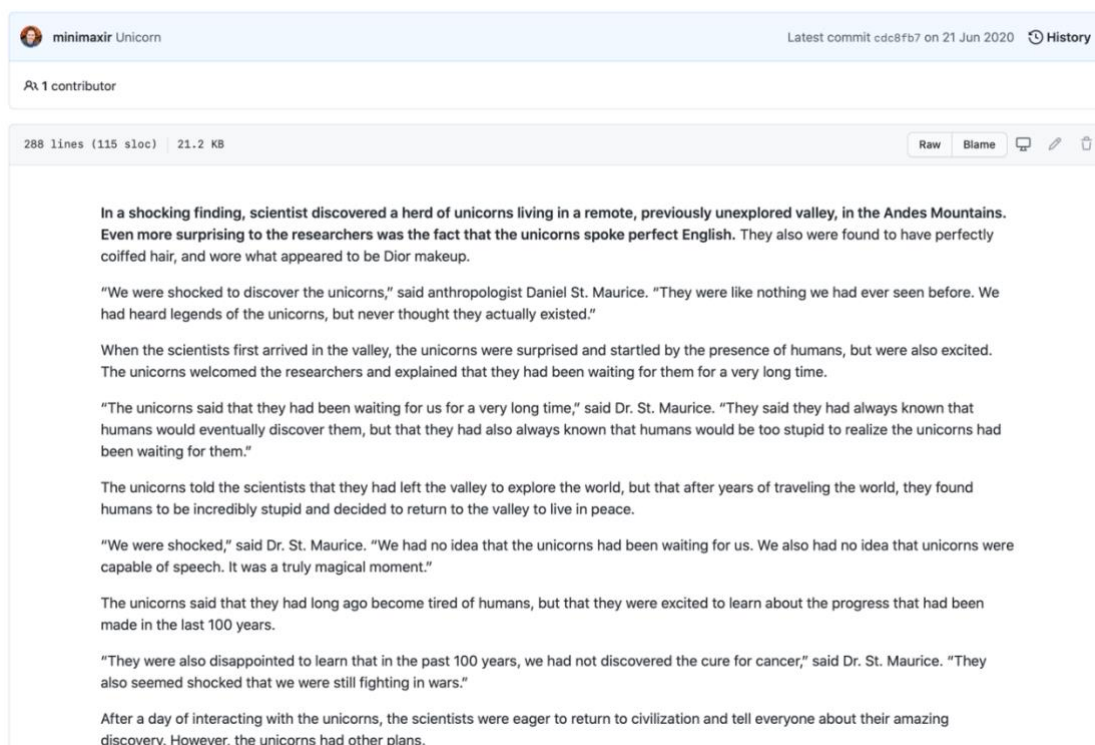 minimaxir Unicorn Latest commit cdc8fb7 on 21 Jun 2020 History
1 contributor
288 lines (115 sloc) 21.2 KB Raw Blame
In a shocking finding, scientist discovered a herd of unicorns living in a remote, previously unexplored valley, in the Andes Mountains.
Even more surprising to the researchers was the fact that the unicorns spoke perfect English. They also were found to have perfectly
coiffed hair, and wore what appeared to be Dior makeup.
“We were shocked to discover the unicorns,” said anthropologist Daniel St. Maurice. “They were like nothing we had ever seen before. We
had heard legends of the unicorns, but never thought they actually existed.”
When the scientists first arrived in the valley, the unicorns were surprised and startled by the presence of humans, but were also excited.
The unicorns welcomed the researchers and explained that they had been waiting for them for a very long time.
“The unicorns said that they had been waiting for us for a very long time,” said Dr. St. Maurice. “They said they had always known that
humans would eventually discover them, but that they had also always known that humans would be too stupid to realize the unicorns had
been waiting for them.”
The unicorns told the scientists that they had left the valley to explore the world, but that after years of traveling the world, they found
humans to be incredibly stupid and decided to return to the valley to live in peace.
“We were shocked,” said Dr. St. Maurice. “We had no idea that the unicorns had been waiting for us. We also had no idea that unicorns were
capable of speech. It was a truly magical moment.”
The unicorns said that they had long ago become tired of humans, but that they were excited to learn about the progress that had been
made in the last 100 years.
“They were also disappointed to learn that in the past 100 years, we had not discovered the cure for cancer,” said Dr. St. Maurice. “They
also seemed shocked that we were still fighting in wars.”
After a day of interacting with the unicorns, the scientists were eager to return to civilization and tell everyone about their amazing
discovery. However, the unicorns had other plans.